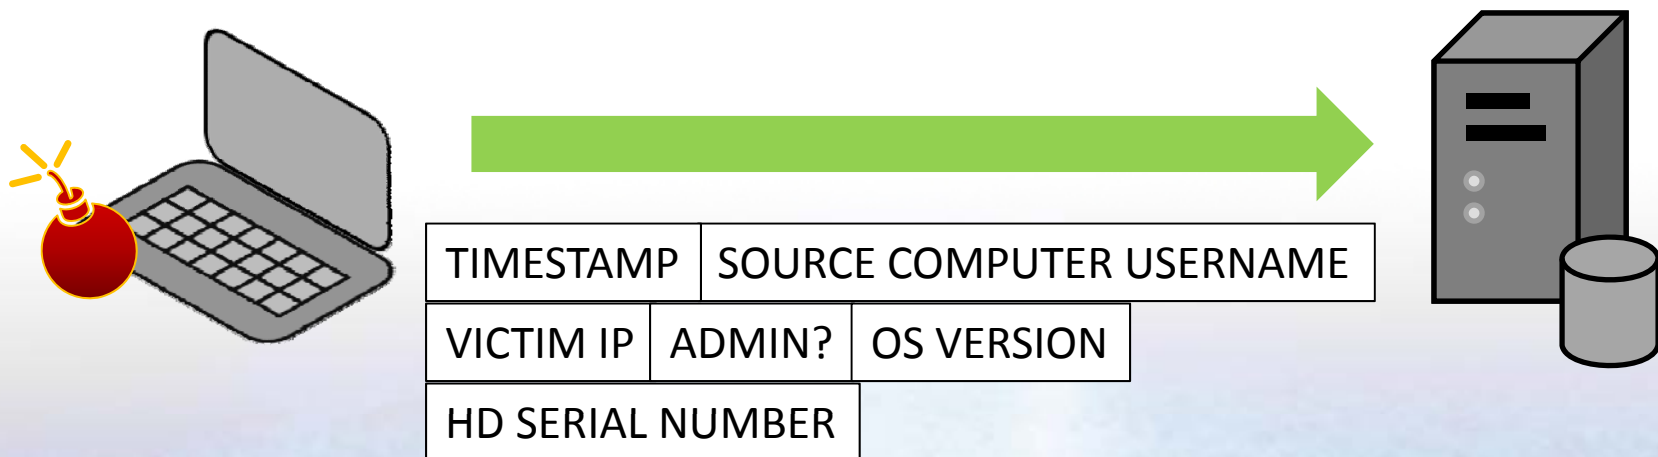 TIMESTAMP SOURCE COMPUTER USERNAME
VICTIM IP ADMIN? OS VERSION
HD SERIAL NUMBER